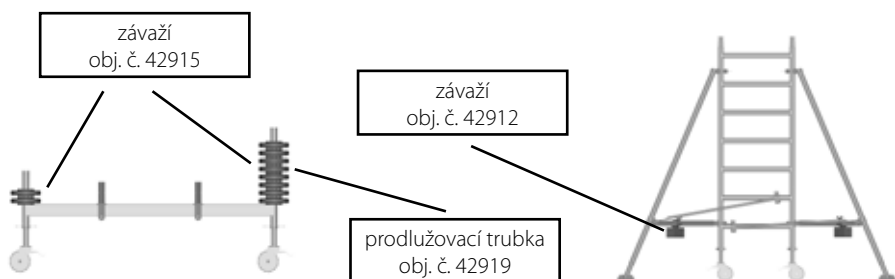 závaží
obj. č. 42915
závaží
obj. č. 42912
prodlužovací trubka
obj. č. 42919